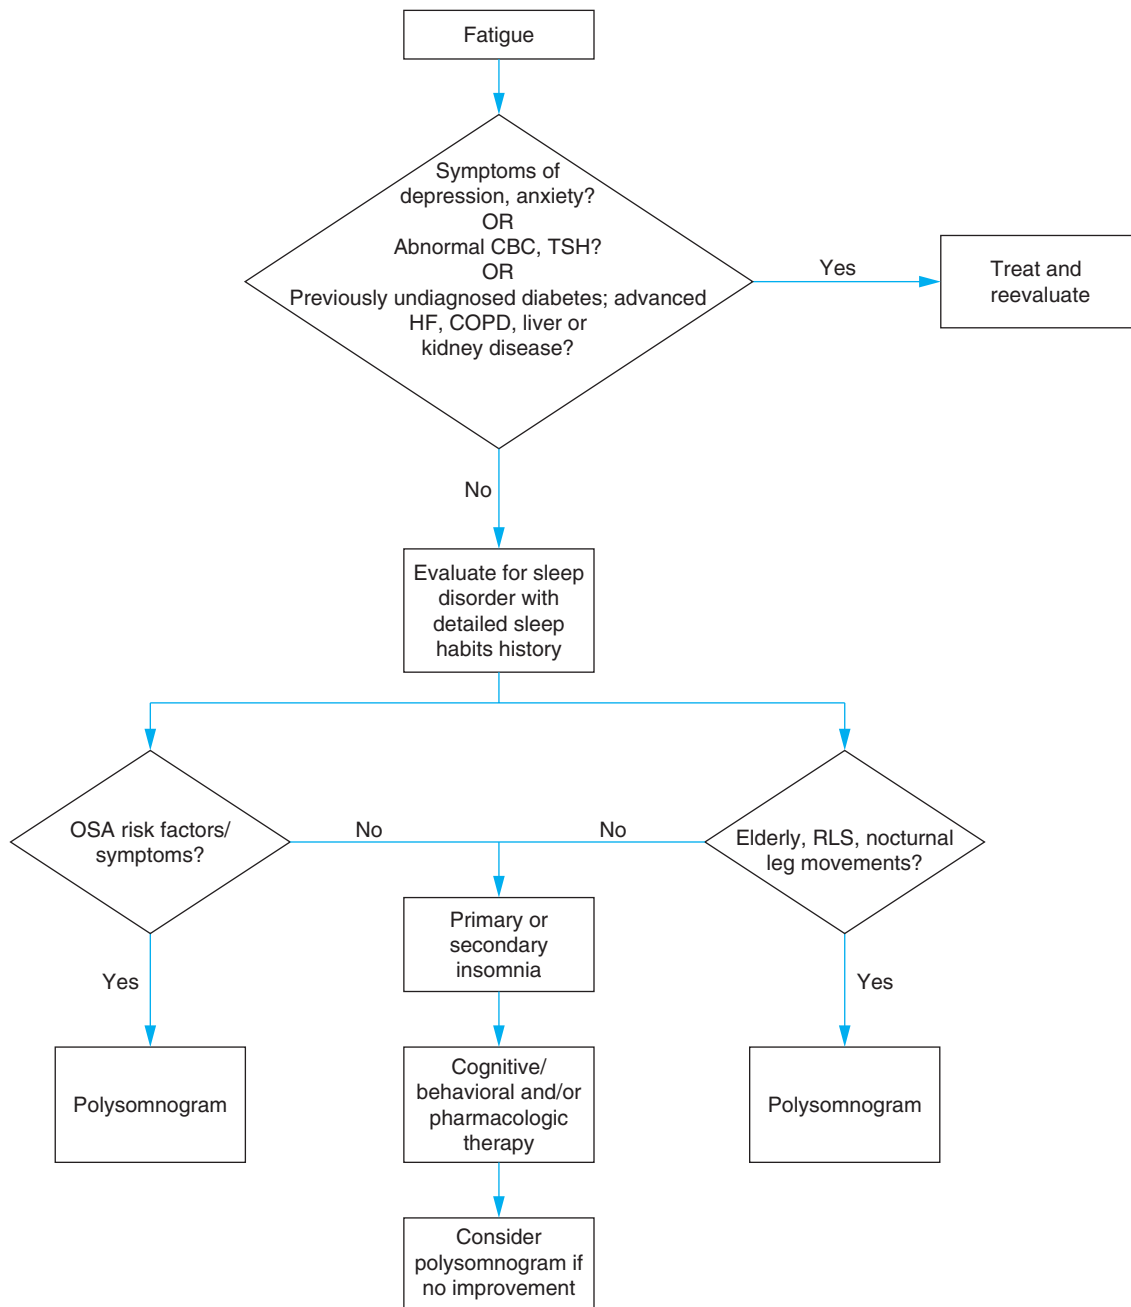 Fatigue
Symptoms of
depression, anxiety?
OR
Abnormal CBC, TSH?
OR
Previously undiagnosed diabetes; advanced
HF, COPD, liver or
kidney disease?
Yes
Treat and
reevaluate
No
Evaluate for sleep
disorder with
detailed sleep
habits history
OSA risk factors/
symptoms?
No
No
Elderly, RLS, nocturnal
leg movements?
Primary or
secondary
insomnia
Yes
Yes
Polysomnogram
Cognitive/
behavioral and/or
pharmacologic
therapy
Polysomnogram
Consider
polysomnogram if
no improvement